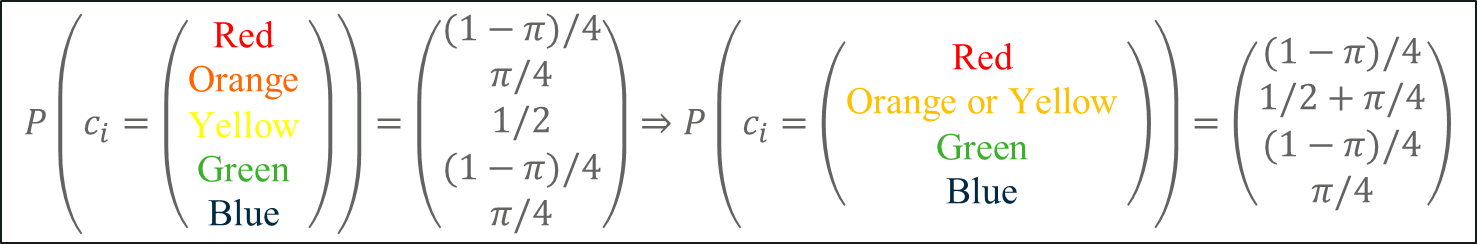 P(c_i = (Red Orange Yellow Green Blue)) = ((1 − π)/4 π/4 1/2 (1 − π)/4 π/4) ⇒ P(c_i = (Red Orange or Yellow Green Blue)) = ((1 − π)/4 1/2 + π/4 (1 − π)/4 π/4)